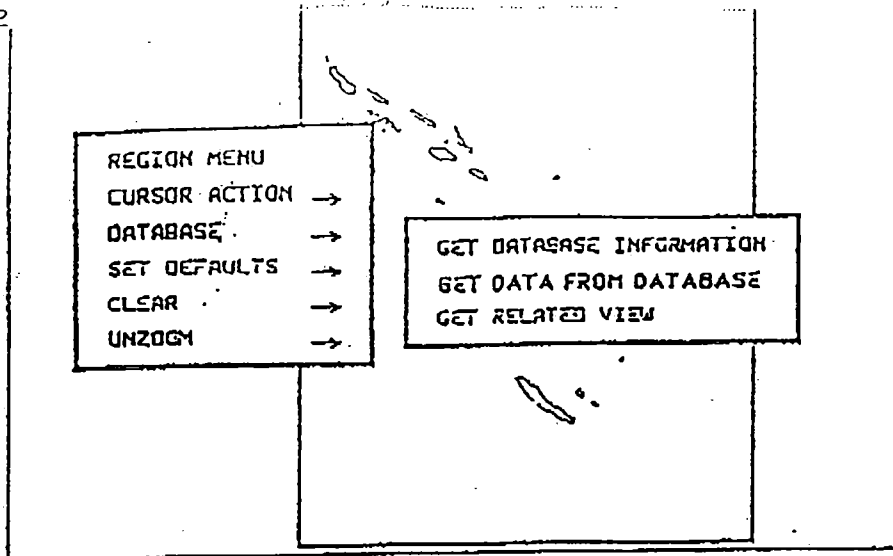 REGION MENU
CURSOR ACTION →
DATABASE →
SET DEFAULTS →
CLEAR →
UNZOOM →
GET DATABASE INFORMATION
GET DATA FROM DATABASE
GET RELATED VIEW